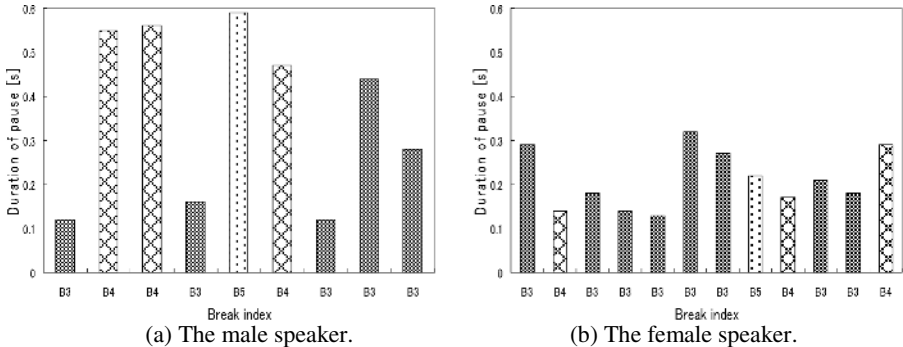 Duration of pause [s]
0.6
0.5
0.4
0.3
0.2
0.1
0
B3 B4 B4 B3 B5 B4 B3 B3 B3
Break index
(a) The male speaker.
Duration of pause [s]
0.6
0.5
0.4
0.3
0.2
0.1
0
B3 B4 B3 B3 B3 B3 B3 B5 B4 B3 B3 B4
Break index
(b) The female speaker.